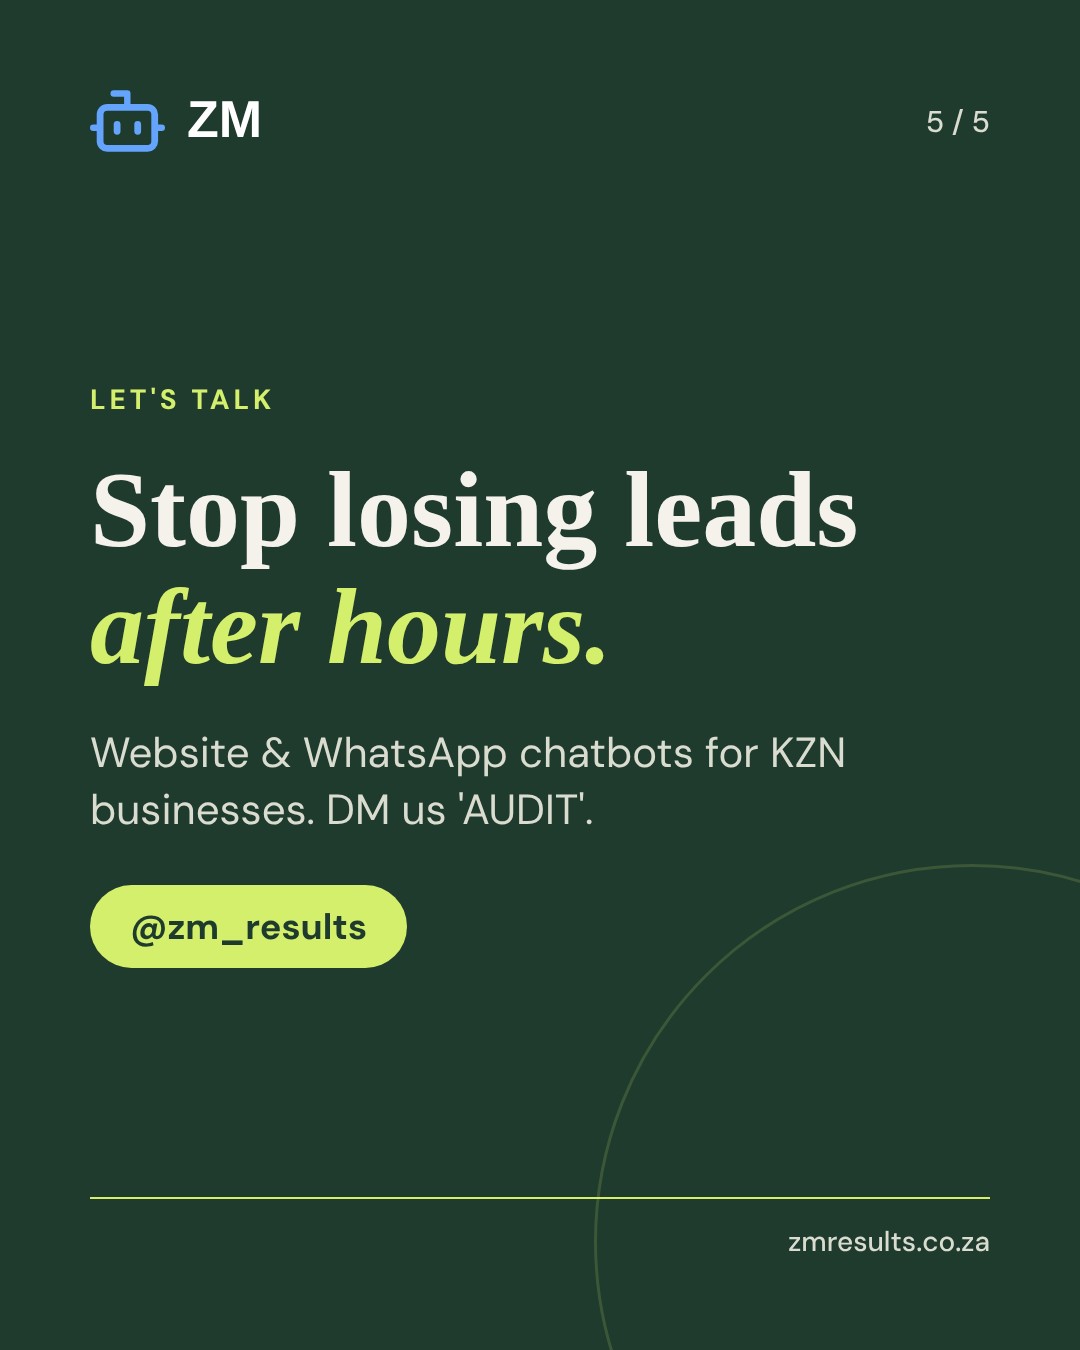 ZM
5 / 5
LET'S TALK
Stop losing leads
after hours.
Website & WhatsApp chatbots for KZN
businesses. DM us 'AUDIT'.
@zm_results
zmresults.co.za